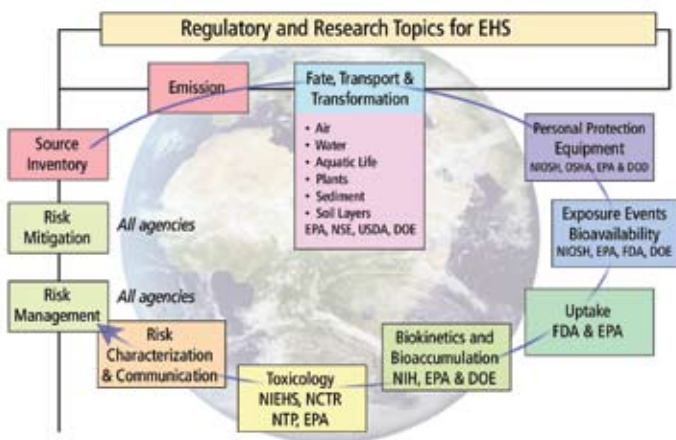 Regulatory and Research Topics for EHS
Emission
Fate, Transport &
Transformation
• Air
• Water
• Aquatic Life
• Plants
• Sediment
• Soil Layers
EPA, NSE, USDA, DOE
Source
Inventory
Personal Protection
Equipment
NIOSH, OSHA, EPA & DOD
Risk
Mitigation
All agencies
Exposure Events
Bioavailability
NIOSH, EPA, FDA, DOE
Risk
Management
All agencies
Uptake
FDA & EPA
Risk
Characterization
& Communication
Biokinetics and
Bioaccumulation
NIH, EPA & DOE
Toxicology
NIEHS, NCTR
NTP, EPA